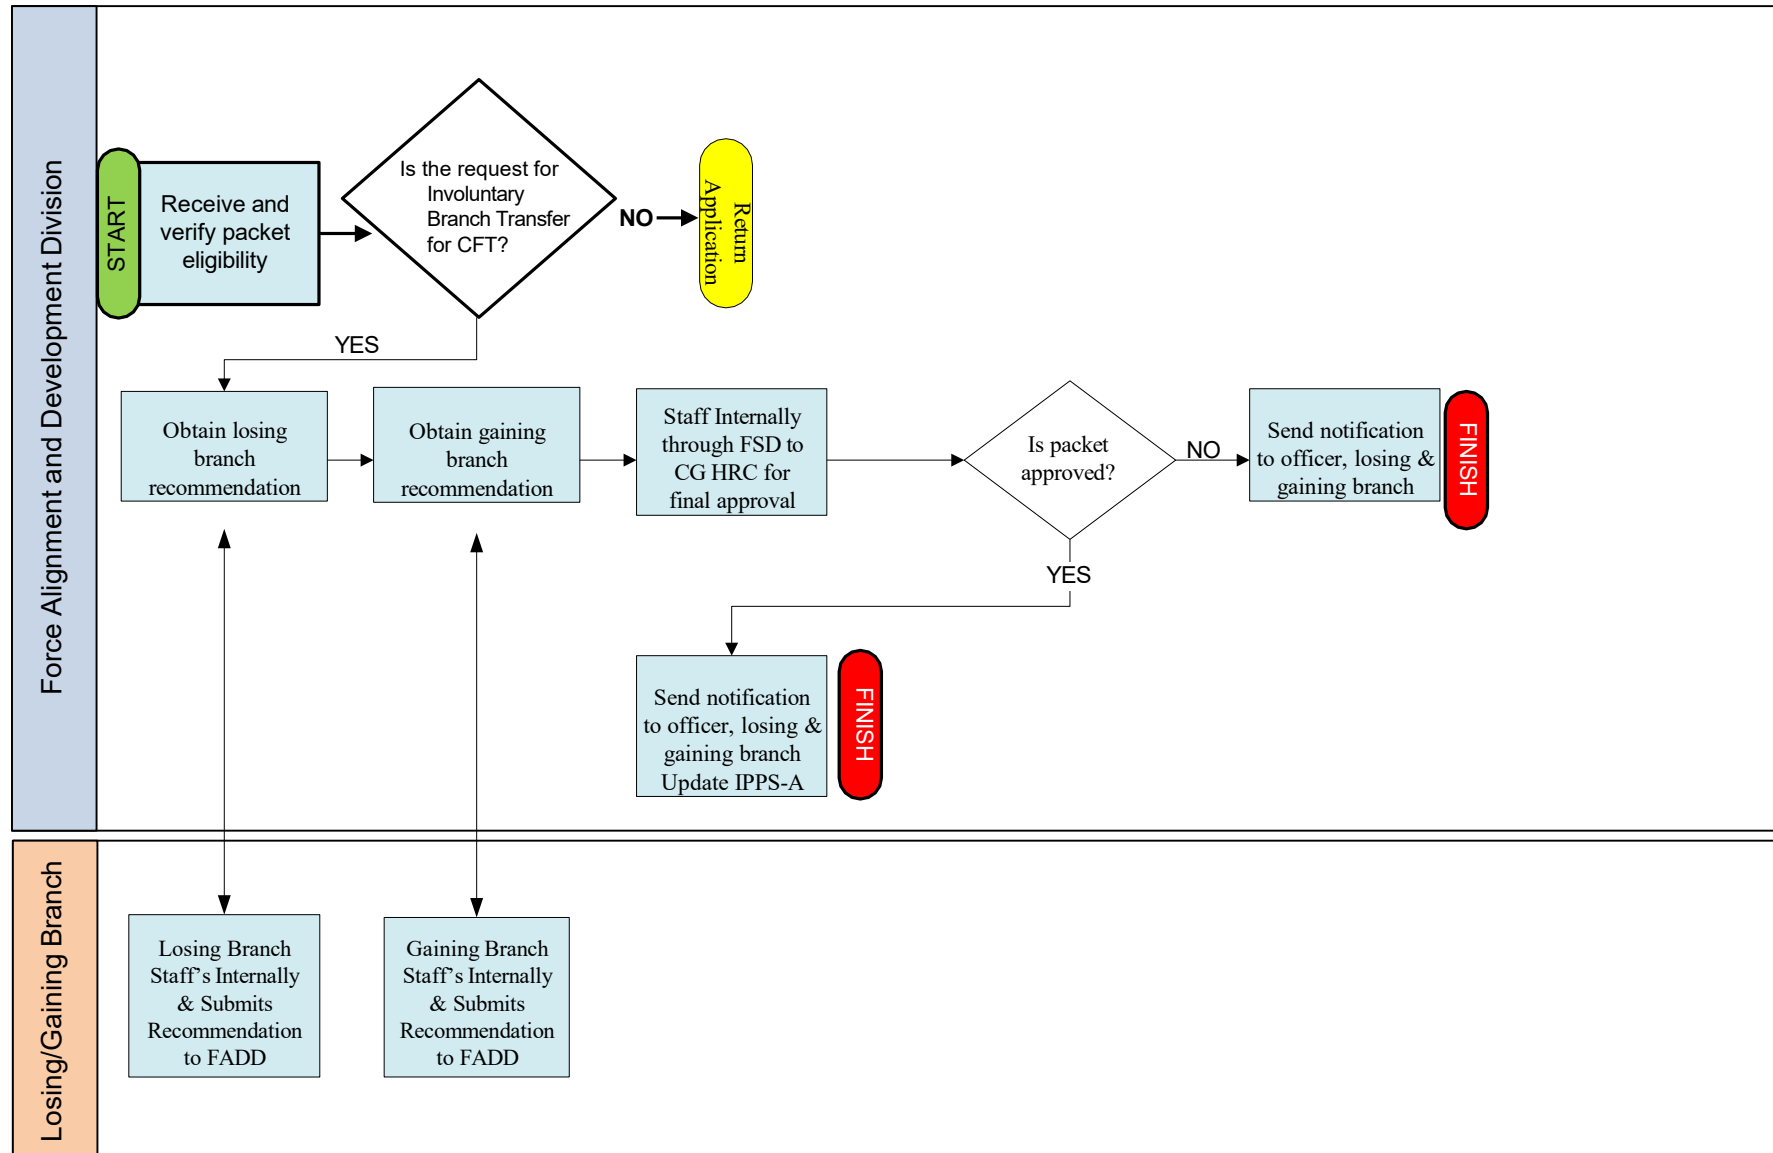 Force Alignment and Development Division
START
Receive and
verify packet
eligibility
Is the request for
Involuntary
Branch Transfer
for CFT?
NO
Return
Application
YES
Obtain losing
branch
recommendation
Obtain gaining
branch
recommendation
Staff Internally
through FSD to
CG HRC for
final approval
Is packet
approved?
NO
Send notification
to officer, losing &
gaining branch
FINISH
YES
Send notification
to officer, losing &
gaining branch
Update IPPS-A
FINISH
Losing/Gaining Branch
Losing Branch
Staff’s Internally
& Submits
Recommendation
to FADD
Gaining Branch
Staff’s Internally
& Submits
Recommendation
to FADD